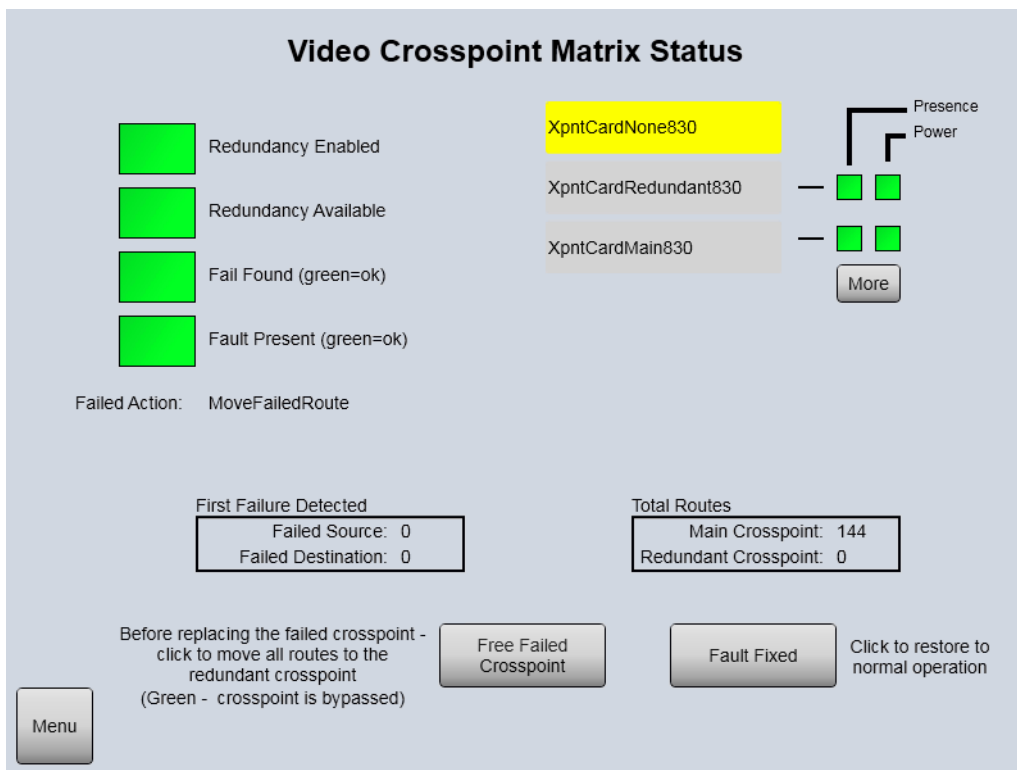 Video Crosspoint Matrix Status
Redundancy Enabled
Redundancy Available
Fail Found (green=ok)
Fault Present (green=ok)
Failed Action: MoveFailedRoute
XpntCardNone830
XpntCardRedundant830
XpntCardMain830
Presence
Power
More
First Failure Detected
Failed Source: 0
Failed Destination: 0
Total Routes
Main Crosspoint: 144
Redundant Crosspoint: 0
Before replacing the failed crosspoint -
click to move all routes to the
redundant crosspoint
(Green - crosspoint is bypassed)
Free Failed
Crosspoint
Fault Fixed
Click to restore to
normal operation
Menu